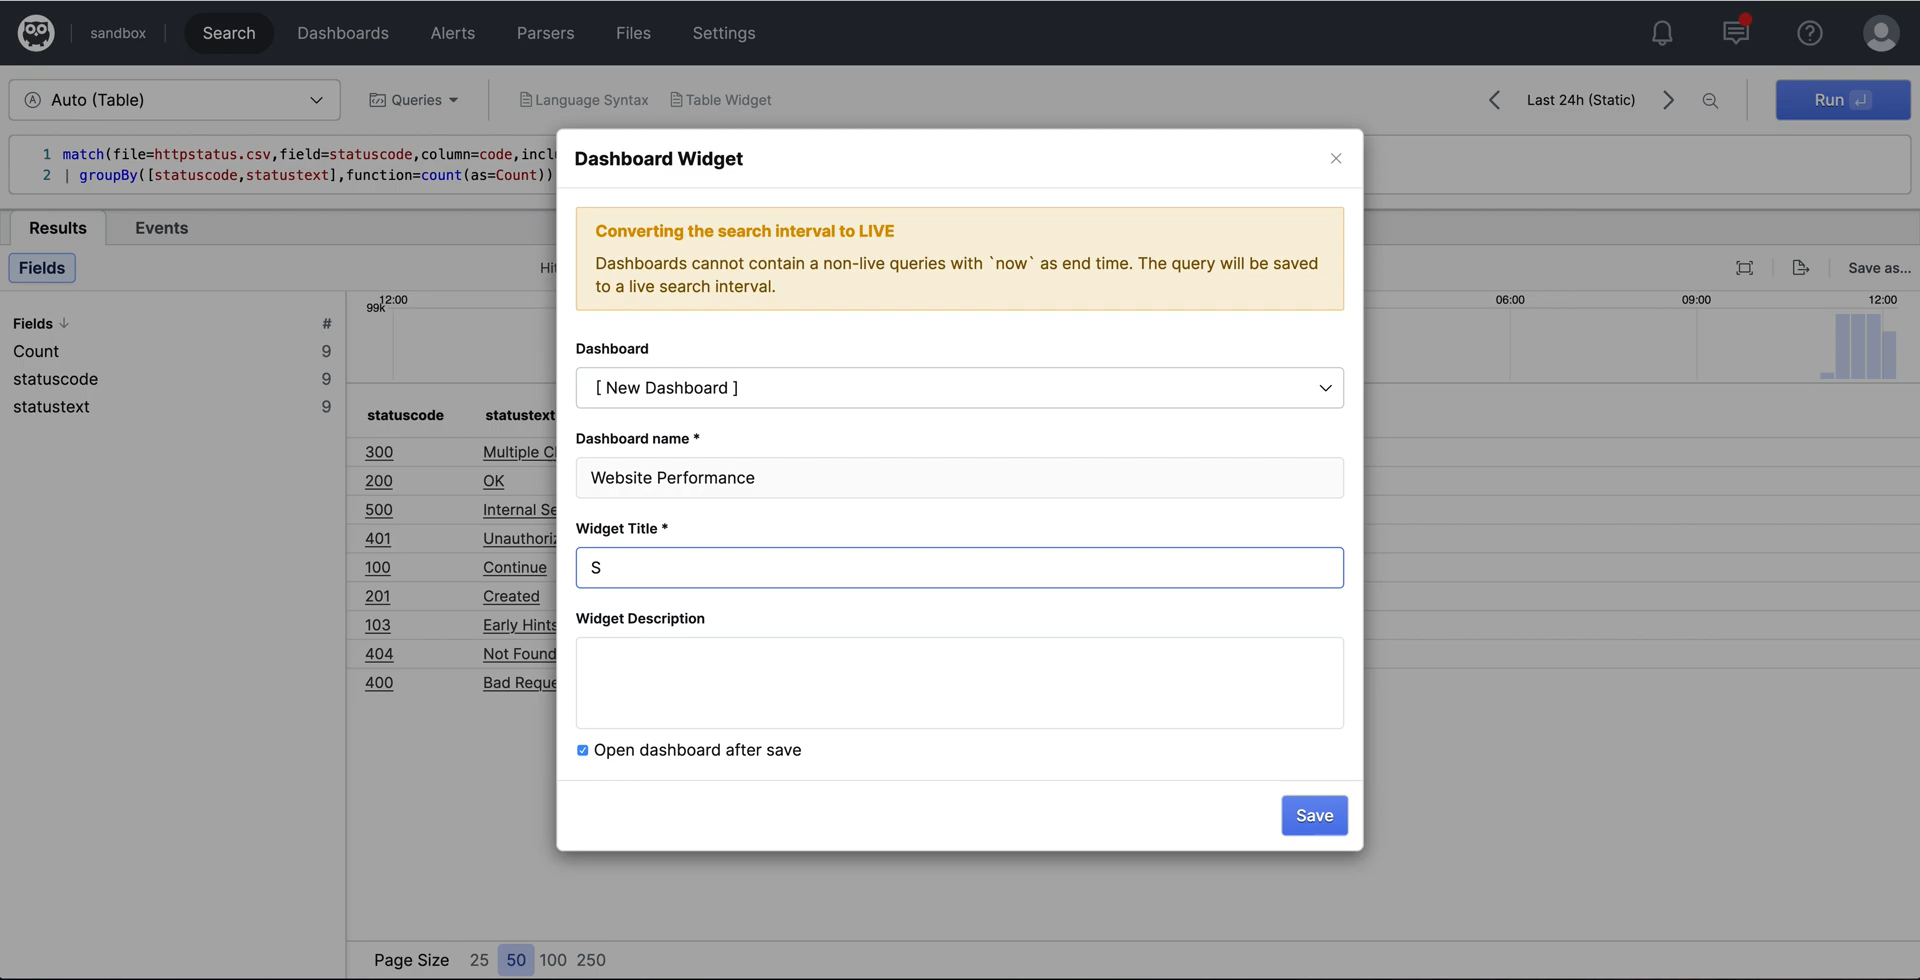 sandbox Search Dashboards Alerts Parsers Files Settings
Auto (Table) Queries Language Syntax Table Widget Last 24h (Static) Run
1 match(file=httpstatus.csv,field=statuscode,column=code,incl
2 | groupBy([statuscode,statustext],function=count(as=Count))
Dashboard Widget
Results Events
Fields Hit Save as...
Converting the search interval to LIVE
Dashboards cannot contain a non-live queries with `now` as end time. The query will be saved
to a live search interval.
99k 12:00 06:00 09:00 12:00
Fields #
Count 9
statuscode 9
statustext 9
Dashboard
[ New Dashboard ]
Dashboard name *
Website Performance
Widget Title *
S
Widget Description
Open dashboard after save
Save
statuscode statustext
300 Multiple C
200 OK
500 Internal Se
401 Unauthoriz
100 Continue
201 Created
103 Early Hints
404 Not Found
400 Bad Reque
Page Size 25 50 100 250